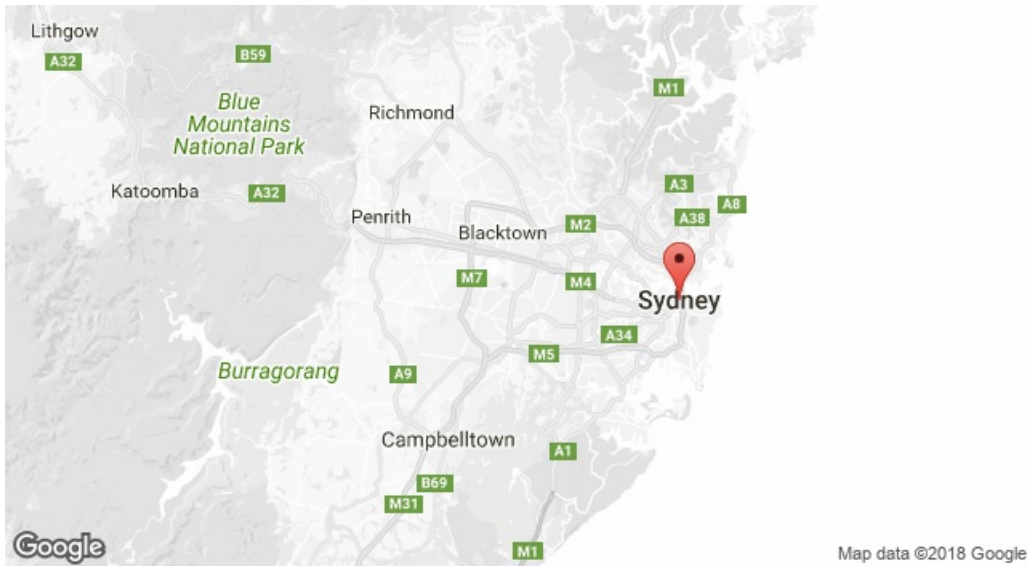 Lithgow
A32
B59
M1
Blue
Mountains
National Park
Richmond
Katoomba
A32
A3
A8
A38
Penrith
Blacktown
M2
M7
M4
Sydney
A34
M5
Burragorang
A9
Campbelltown
A1
B69
M31
M1
Google
Map data ©2018 Google